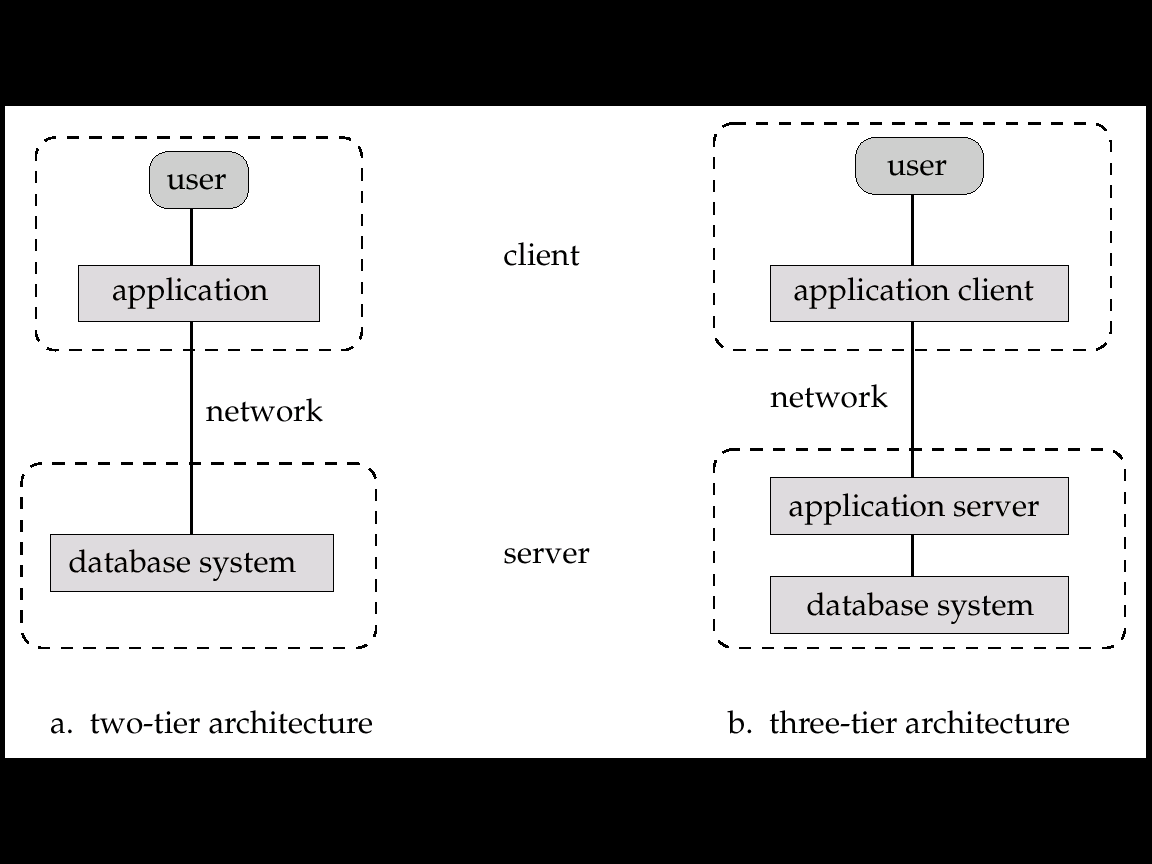 user
application
network
database system
a. two-tier architecture
client
server
user
application client
network
application server
database system
b. three-tier architecture